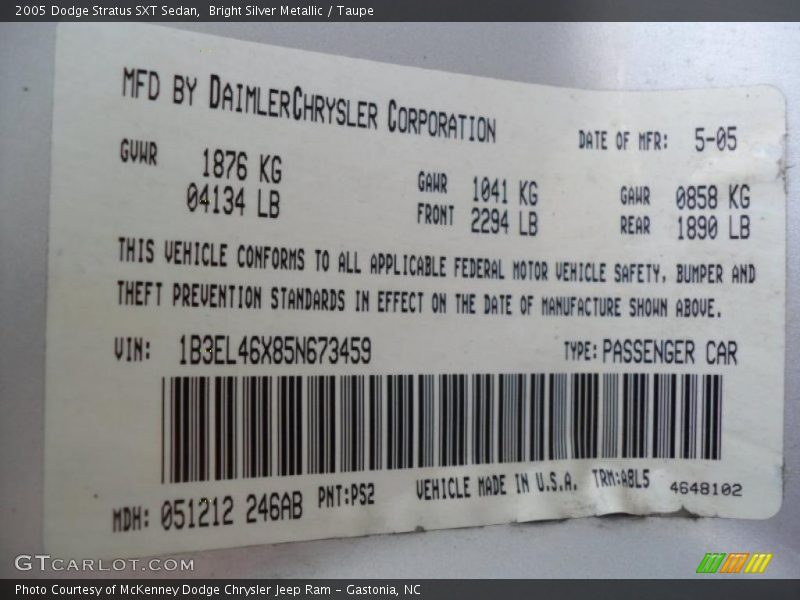 2005 Dodge Stratus SXT Sedan,  Bright Silver Metallic / Taupe
MFD BY DAIMLERCHRYSLER CORPORATION
DATE OF MFR: 5-05
GVWR 1876 KG
04134 LB
GAWR 1041 KG
FRONT 2294 LB
GAWR 0858 KG
REAR 1890 LB
THIS VEHICLE CONFORMS TO ALL APPLICABLE FEDERAL MOTOR VEHICLE SAFETY, BUMPER AND
THEFT PREVENTION STANDARDS IN EFFECT ON THE DATE OF MANUFACTURE SHOWN ABOVE.
VIN: 1B3EL46X85N673459 TYPE: PASSENGER CAR
MDH: 051212 246AB PNT:PS2 VEHICLE MADE IN U.S.A. TRM:A8L5 4648102
GTCARLOT.COM
Photo Courtesy of McKenney Dodge Chrysler Jeep Ram - Gastonia, NC